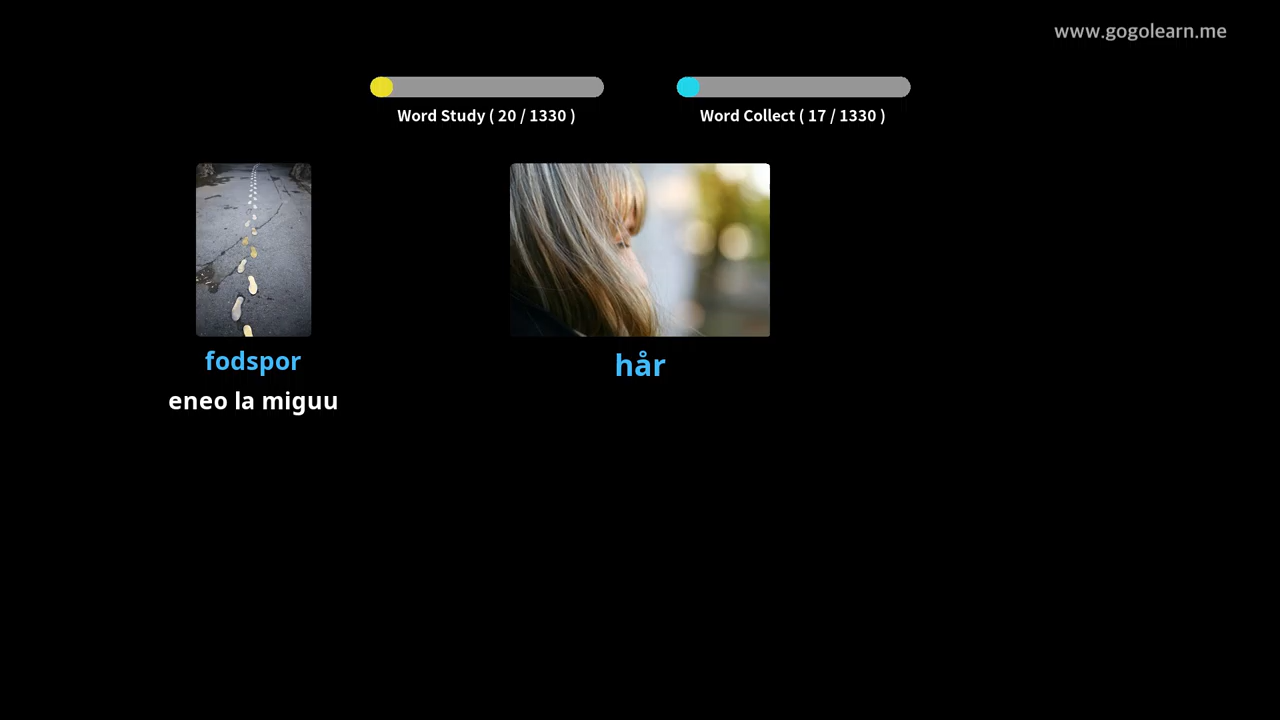 www.gogolearn.me
Word Study ( 20 / 1330 )
Word Collect ( 17 / 1330 )
fodspor
hår
eneo la miguu